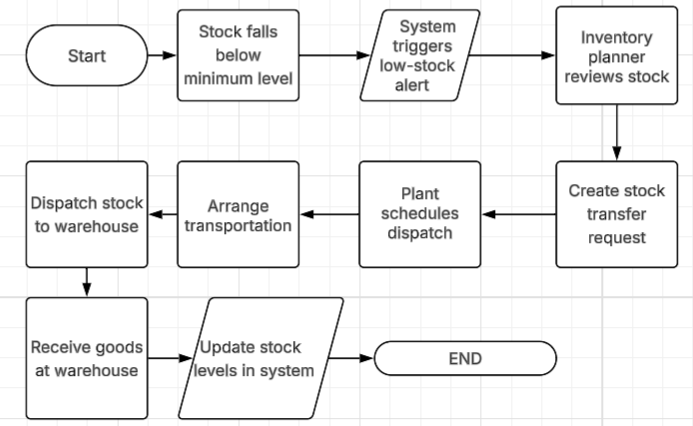 Start
Stock falls
below
minimum level
System
triggers
low-stock
alert
Inventory
planner
reviews stock
Create stock
transfer
request
Plant
schedules
dispatch
Arrange
transportation
Dispatch stock
to warehouse
Receive goods
at warehouse
Update stock
levels in system
END